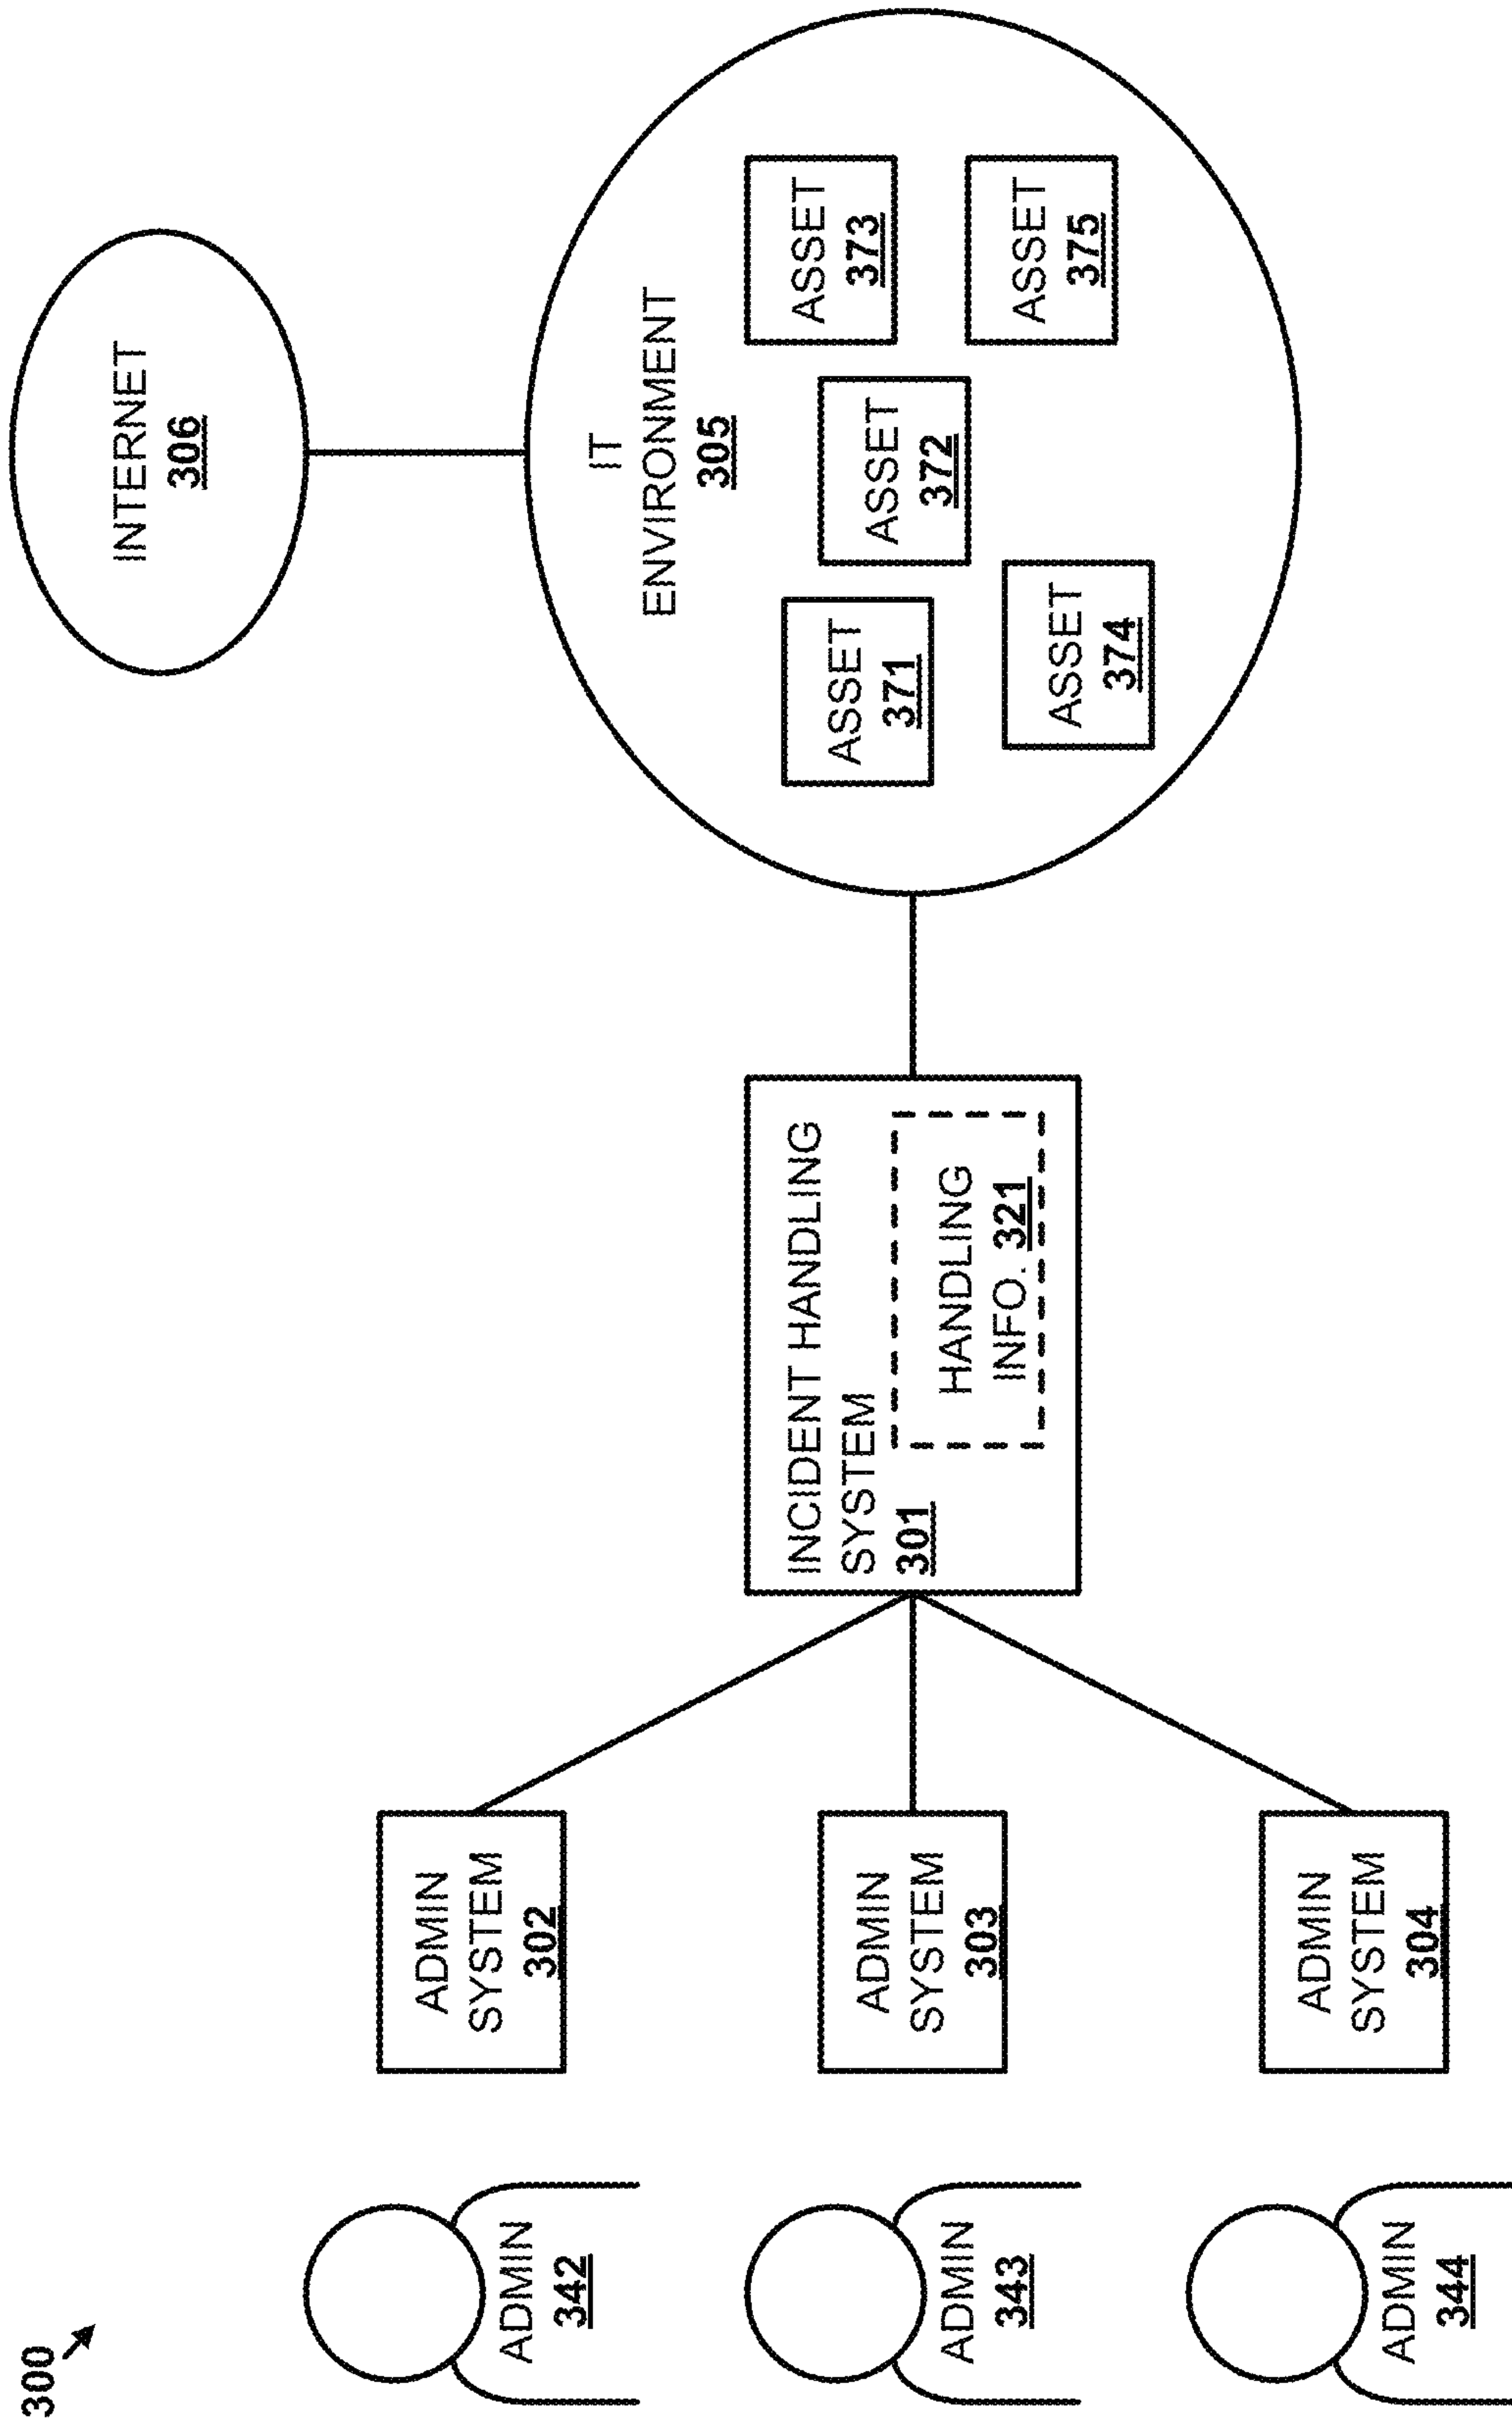 300
INTERNET
306
ADMIN
342
ADMIN
SYSTEM
302
IT
ENVIRONMENT
305
ADMIN
343
ADMIN
SYSTEM
303
INCIDENT HANDLING
SYSTEM
301
HANDLING
INFO. 321
ASSET
371
ASSET
372
ASSET
373
ASSET
374
ASSET
375
ADMIN
344
ADMIN
SYSTEM
304